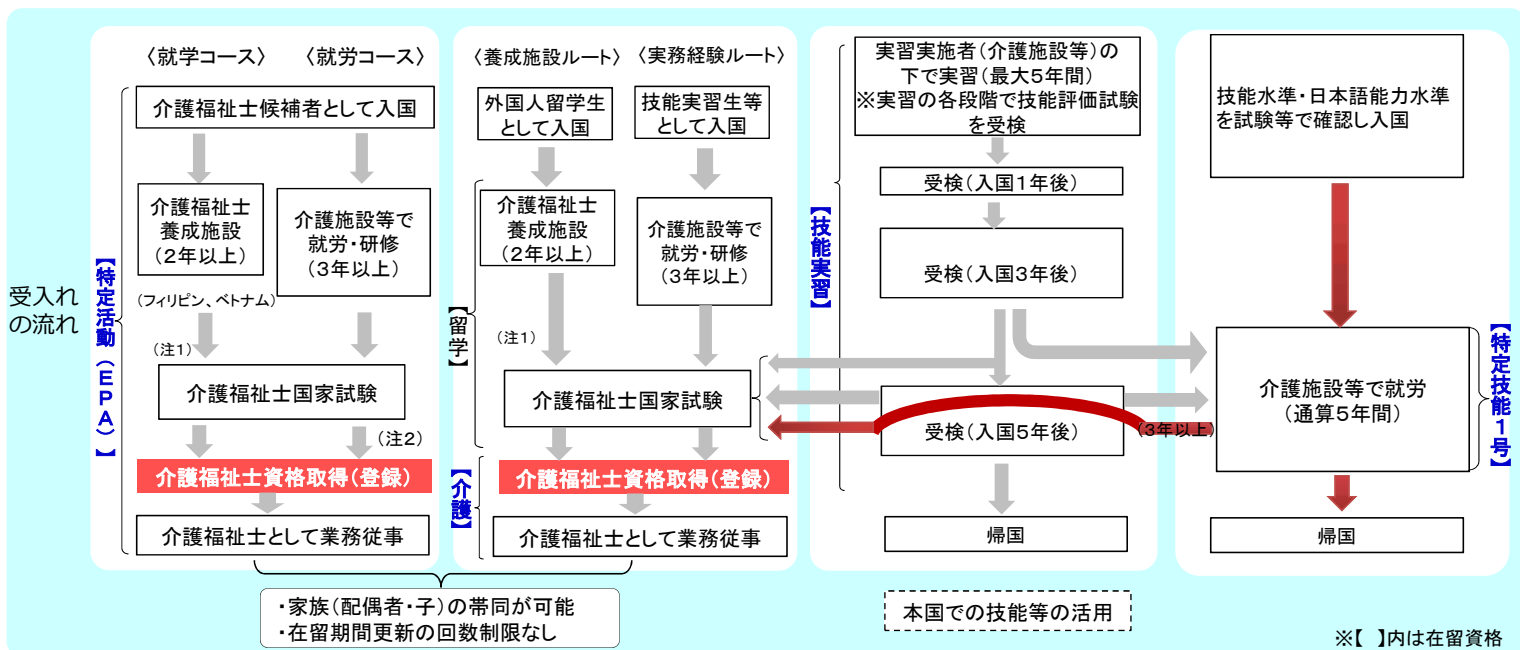 受入れ
の流れ
〈就学コース〉
〈就労コース〉
【特定活動（ＥＰＡ）】
介護福祉士候補者として入国
介護福祉士
養成施設
（２年以上）
介護施設等で
就労・研修
（３年以上）
（フィリピン、ベトナム）
（注１）
介護福祉士国家試験
（注２）
介護福祉士資格取得（登録）
介護福祉士として業務従事
〈養成施設ルート〉
〈実務経験ルート〉
外国人留学生
として入国
技能実習生等
として入国
【留学】
介護福祉士
養成施設
（２年以上）
介護施設等で
就労・研修
（３年以上）
（注１）
介護福祉士国家試験
【介護】
介護福祉士資格取得（登録）
介護福祉士として業務従事
・家族（配偶者・子）の帯同が可能
・在留期間更新の回数制限なし
【技能実習】
実習実施者（介護施設等）の
下で実習（最大５年間）
※実習の各段階で技能評価試験
を受検
受検（入国１年後）
受検（入国３年後）
受検（入国５年後）
帰国
本国での技能等の活用
技能水準・日本語能力水準
を試験等で確認し入国
【特定技能１号】
介護施設等で就労
（通算５年間）
（３年以上）
帰国
※【　】内は在留資格